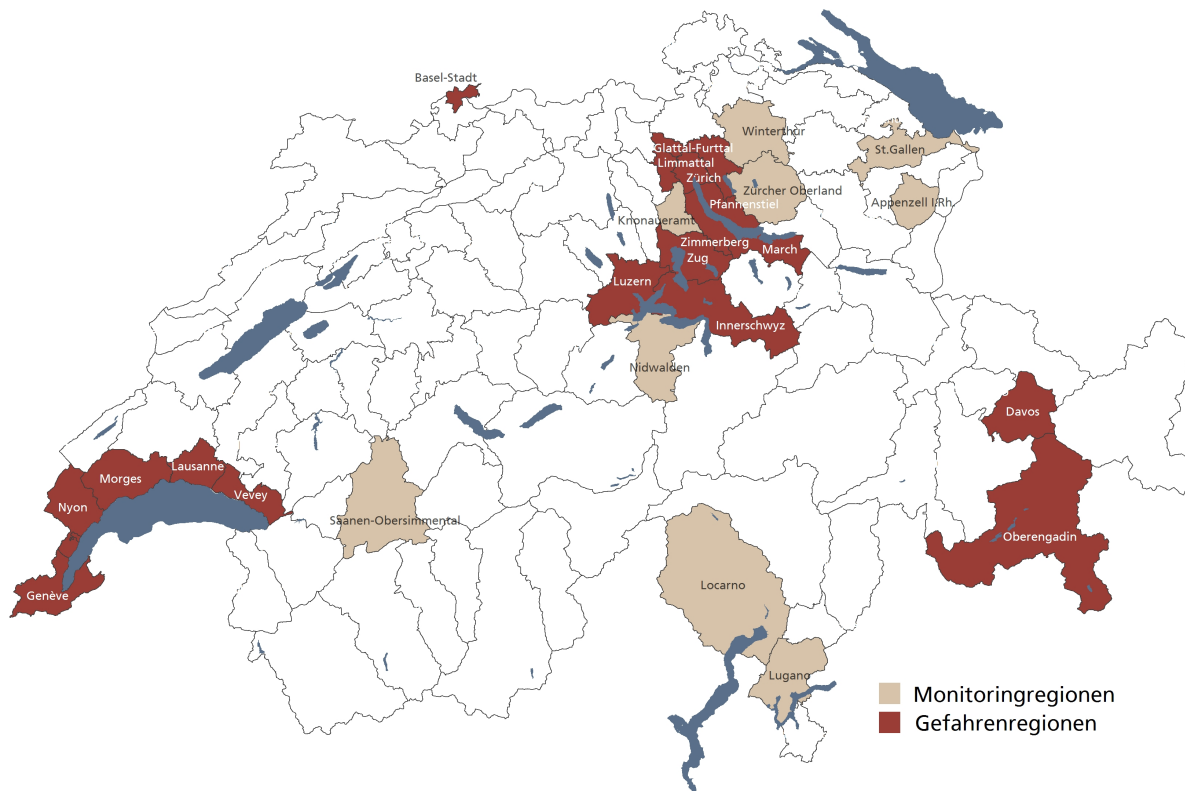 Basel-Stadt
Winterthur
Glattal-Furttal
Limmattal
St.Gallen
Zürich
Zürcher Oberland
Pfannenstiel
Appenzell I.Rh.
Knonaueramt
Zimmerberg
March
Zug
Luzern
Innerschwyz
Nidwalden
Davos
Lausanne
Morges
Vevey
Nyon
Saanen-Obersimmental
Oberengadin
Locarno
Genève
Lugano
Monitoringregionen
Gefahrenregionen